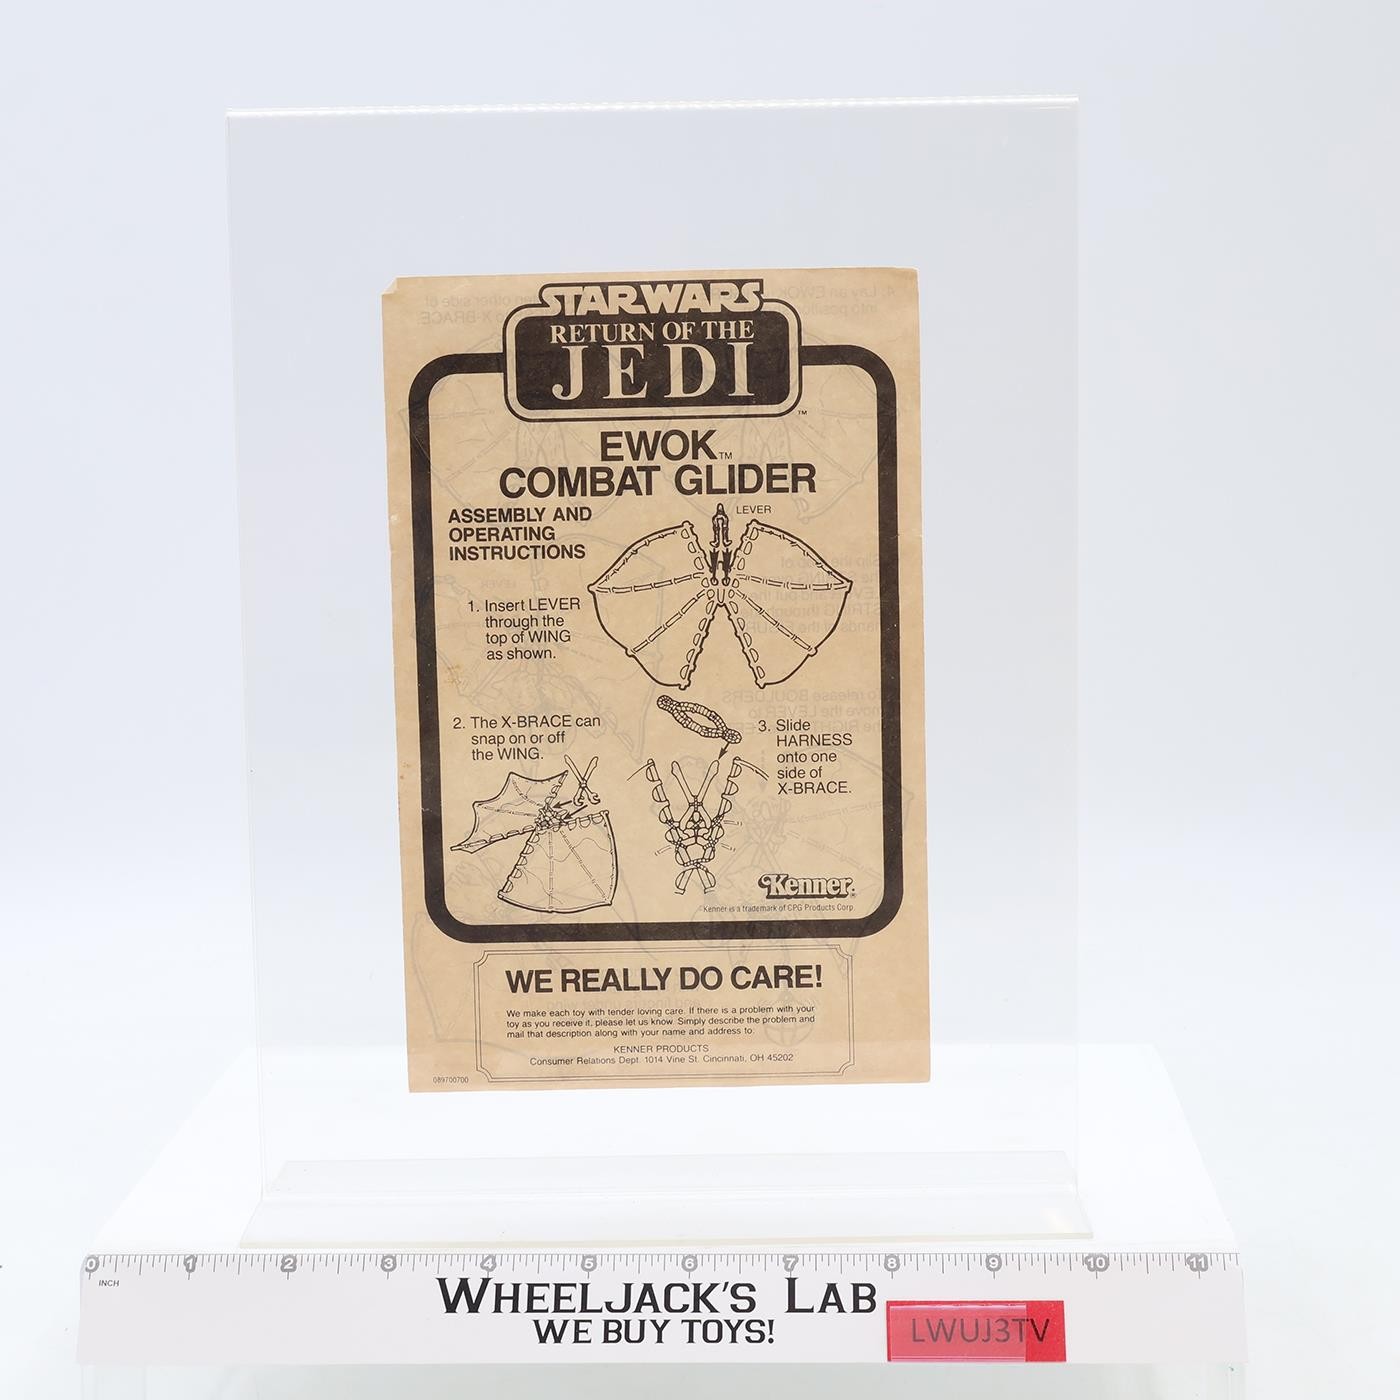 STAR WARS
RETURN OF THE
JEDI
TM
EWOK TM
COMBAT GLIDER
ASSEMBLY AND
OPERATING
INSTRUCTIONS
LEVER
1. Insert LEVER
through the
top of WING
as shown.
2. The X-BRACE can
snap on or off
the WING.
3. Slide
HARNESS
onto one
side of
X-BRACE.
Kenner®
Kenner is a trademark of CPG Products Corp.
WE REALLY DO CARE!
We make each toy with tender loving care. If there is a problem with your
toy as you receive it, please let us know. Simply describe the problem and
mail that description along with your name and address to:
KENNER PRODUCTS
Consumer Relations Dept. 1014 Vine St. Cincinnati, OH 45202
089700700
0 1 2 3 4 5 6 7 8 9 10 11
INCH
WHEELJACK'S LAB
WE BUY TOYS!
LWUJ3TV